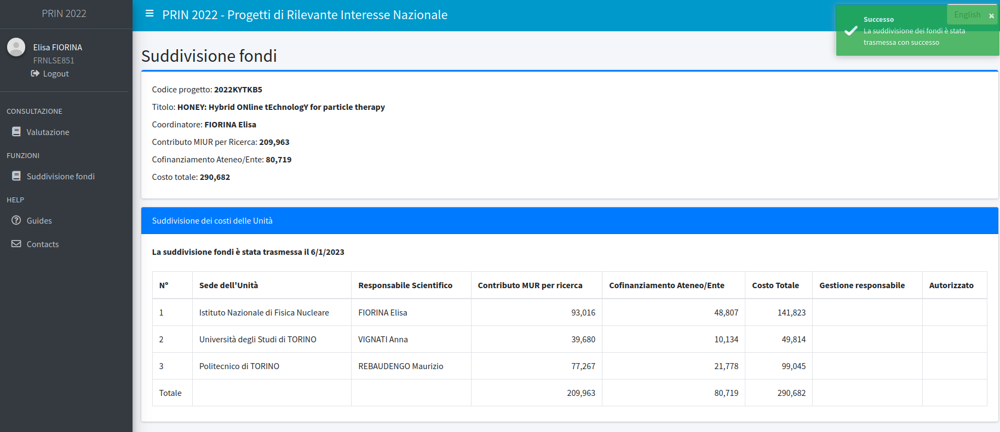 PRIN 2022
PRIN 2022 - Progetti di Rilevante Interesse Nazionale
English
×
Successo
La suddivisione dei fondi è stata
trasmessa con successo
Elisa FIORINA
FRNLSE851
Logout
CONSULTAZIONE
Valutazione
FUNZIONI
Suddivisione fondi
HELP
Guides
Contacts
Suddivisione fondi
Codice progetto: 2022KYTKB5
Titolo: HONEY: Hybrid ONline tEchnologY for particle therapy
Coordinatore: FIORINA Elisa
Contributo MIUR per Ricerca: 209,963
Cofinanziamento Ateneo/Ente: 80,719
Costo totale: 290,682
Suddivisione dei costi delle Unità
La suddivisione fondi è stata trasmessa il 6/1/2023
Nº Sede dell'Unità Responsabile Scientifico Contributo MUR per ricerca Cofinanziamento Ateneo/Ente Costo Totale Gestione responsabile Autorizzato
1 Istituto Nazionale di Fisica Nucleare FIORINA Elisa 93,016 48,807 141,823
2 Università degli Studi di TORINO VIGNATI Anna 39,680 10,134 49,814
3 Politecnico di TORINO REBAUDENGO Maurizio 77,267 21,778 99,045
Totale 209,963 80,719 290,682